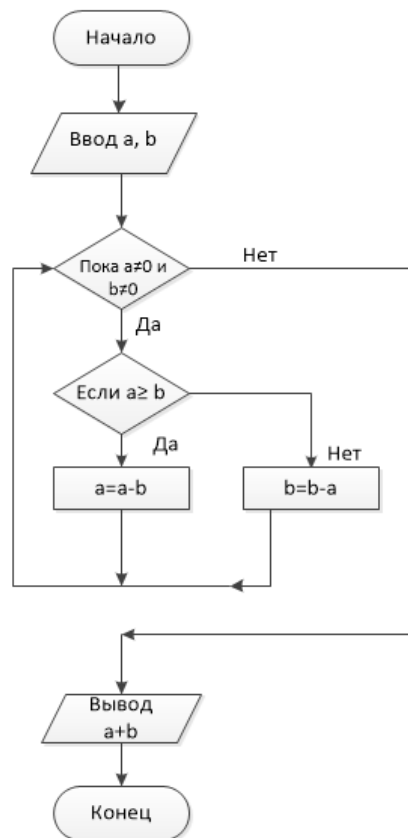 Начало
Ввод a, b
Нет
Пока a≠0 и
b≠0
Да
Если a≥ b
Да
Нет
a=a-b
b=b-a
Вывод
a+b
Конец